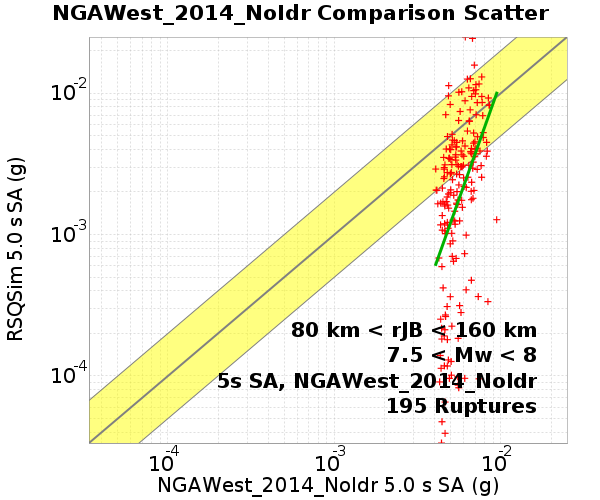 NGAWest_2014_NoIdr Comparison Scatter
RSQSim 5.0 s SA (g)
10-2
10-3
10-4
80 km < rJB < 160 km
7.5 < Mw < 8
5s SA, NGAWest_2014_NoIdr
195 Ruptures
10-4 10-3 10-2
NGAWest_2014_NoIdr 5.0 s SA (g)